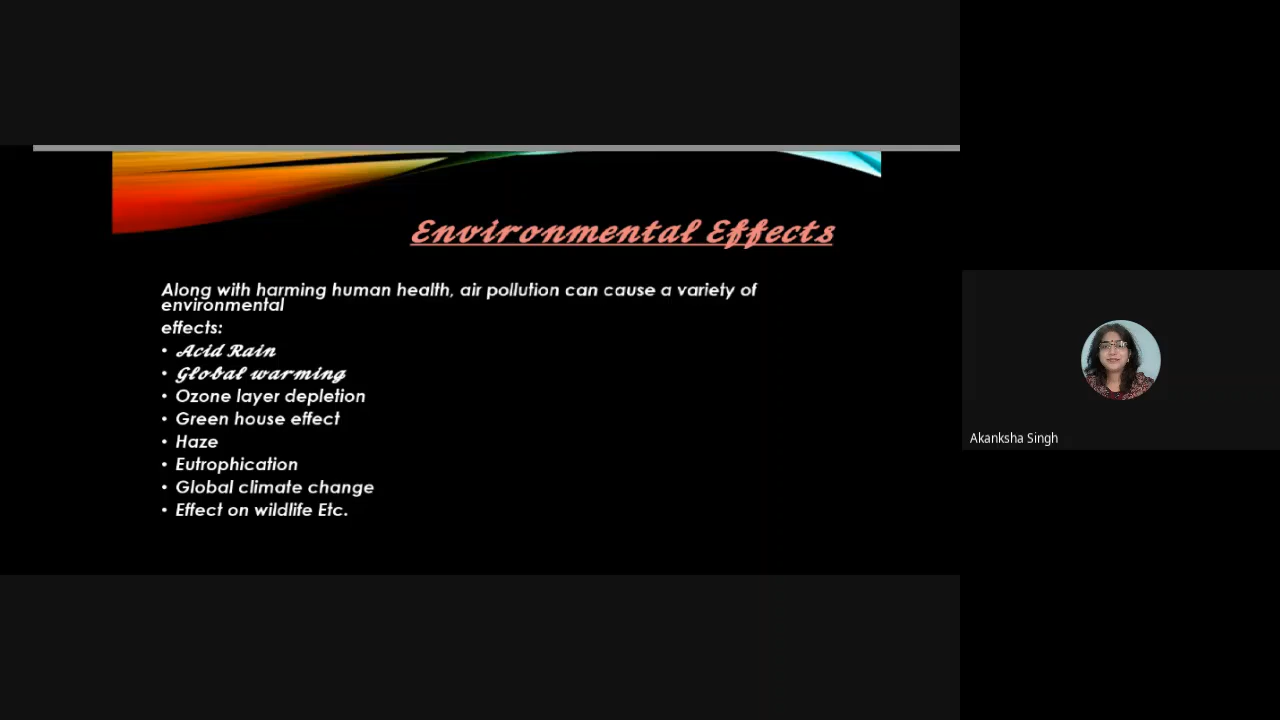 Environmental Effects
Along with harming human health, air pollution can cause a variety of
environmental
effects:
• Acid Rain
• Global warming
• Ozone layer depletion
• Green house effect
• Haze
• Eutrophication
• Global climate change
• Effect on wildlife Etc.
Akanksha Singh